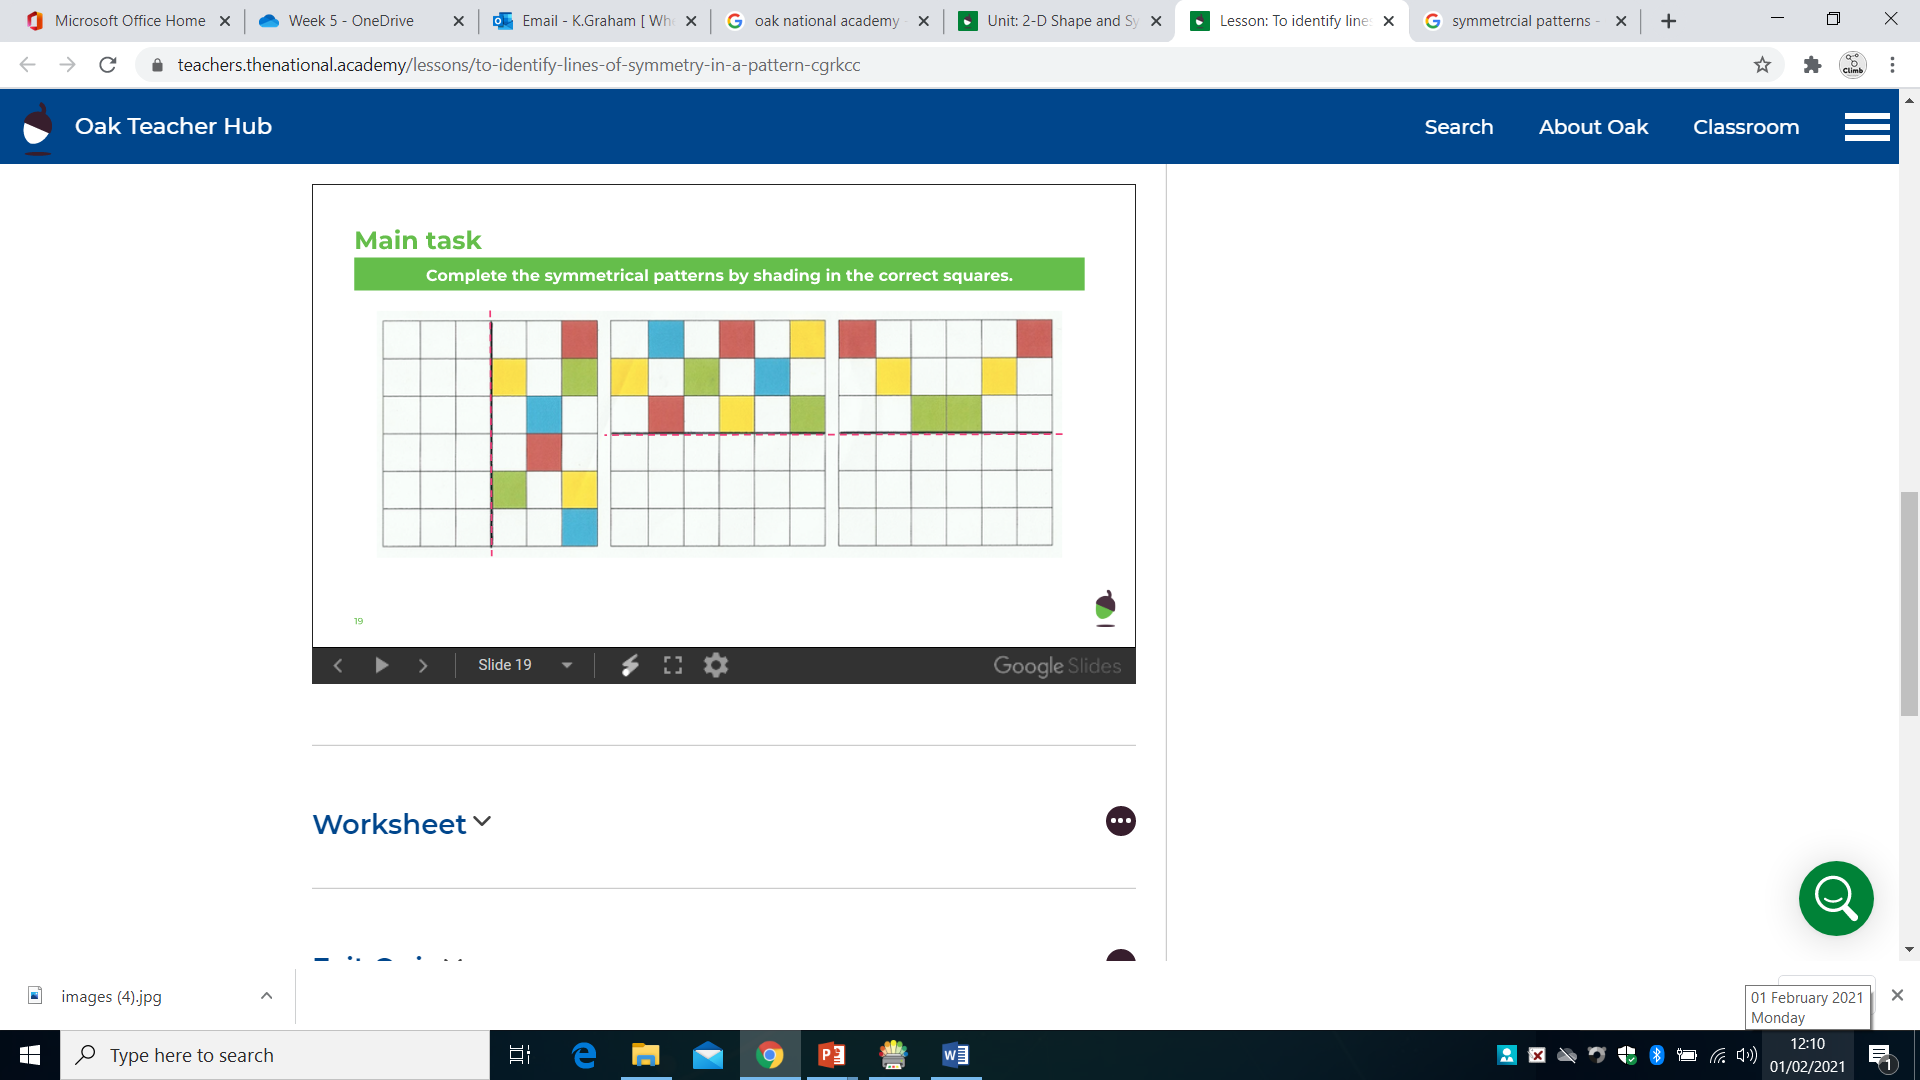 Microsoft Office Home
Week 5 - OneDrive
Email - K.Graham [ Wh
oak national academy
Unit: 2-D Shape and Sy
Lesson: To identify line
symmetrcial patterns -
teachers.thenational.academy/lessons/to-identify-lines-of-symmetry-in-a-pattern-cgrkcc
Climb
Oak Teacher Hub
Search
About Oak
Classroom
Main task
Complete the symmetrical patterns by shading in the correct squares.
19
Slide 19
Google Slides
Worksheet
images (4).jpg
01 February 2021
Monday
Type here to search
12:10
01/02/2021
1